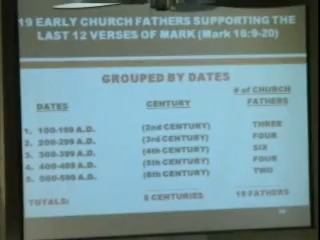 19 EARLY CHURCH FATHERS SUPPORTING THE
LAST 12 VERSES OF MARK (Mark 16:9-20)
GROUPED BY DATES
DATES CENTURY # OF CHURCH FATHERS
1. 100-199 A.D. (2nd CENTURY) THREE
2. 200-299 A.D. (3rd CENTURY) FOUR
3. 300-399 A.D. (4th CENTURY) SIX
4. 400-499 A.D. (5th CENTURY) FOUR
5. 500-599 A.D. (6th CENTURY) TWO
TOTALS: 5 CENTURIES 19 FATHERS